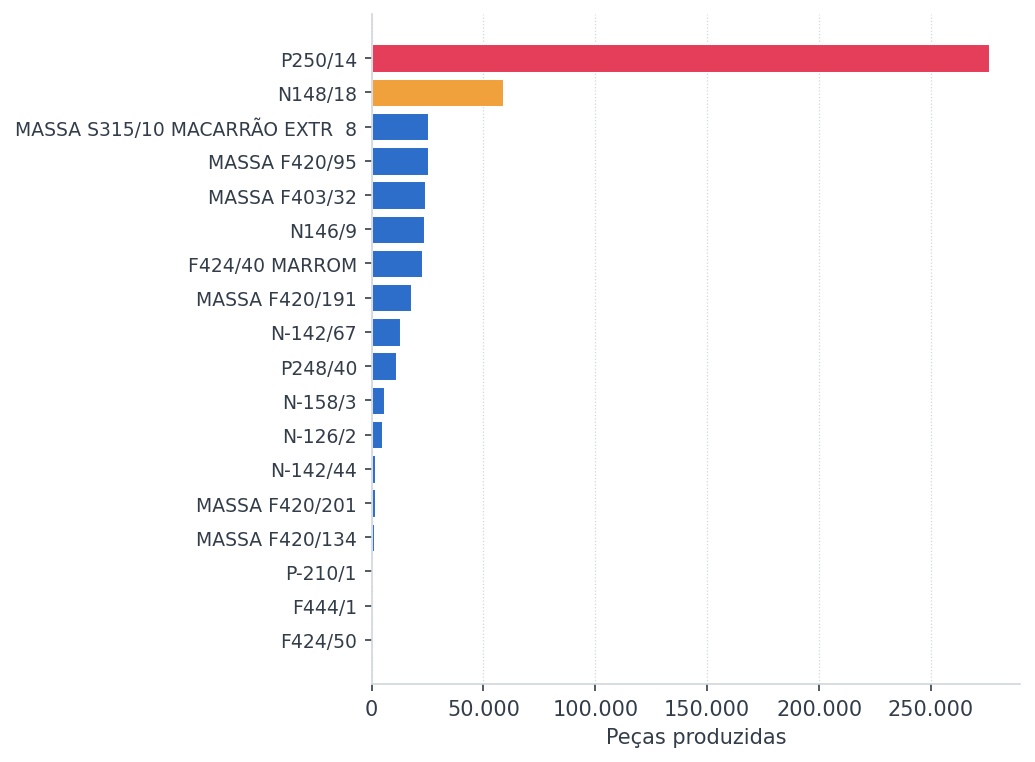 P250/14
N148/18
MASSA S315/10 MACARRÃO EXTR  8
MASSA F420/95
MASSA F403/32
N146/9
F424/40 MARROM
MASSA F420/191
N-142/67
P248/40
N-158/3
N-126/2
N-142/44
MASSA F420/201
MASSA F420/134
P-210/1
F444/1
F424/50
0 50.000 100.000 150.000 200.000 250.000
Peças produzidas